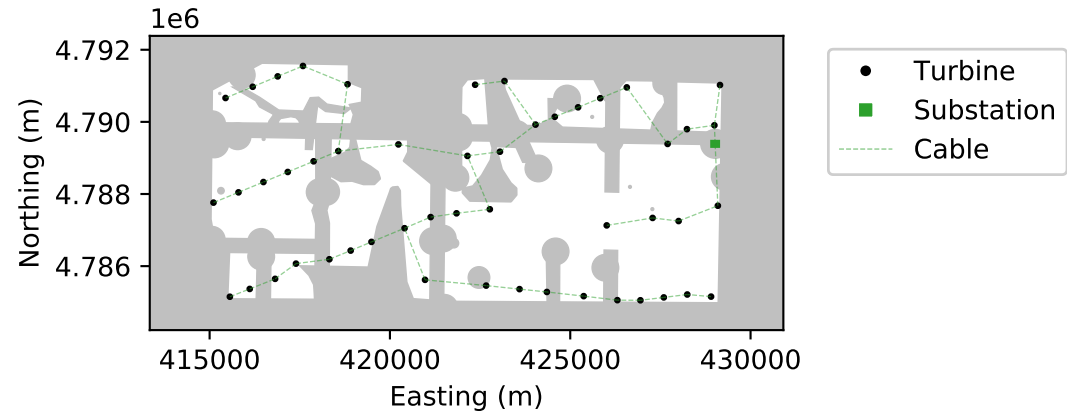 1e6
4.792
4.790
4.788
4.786
Northing (m)
415000 420000 425000 430000
Easting (m)
Turbine
Substation
Cable